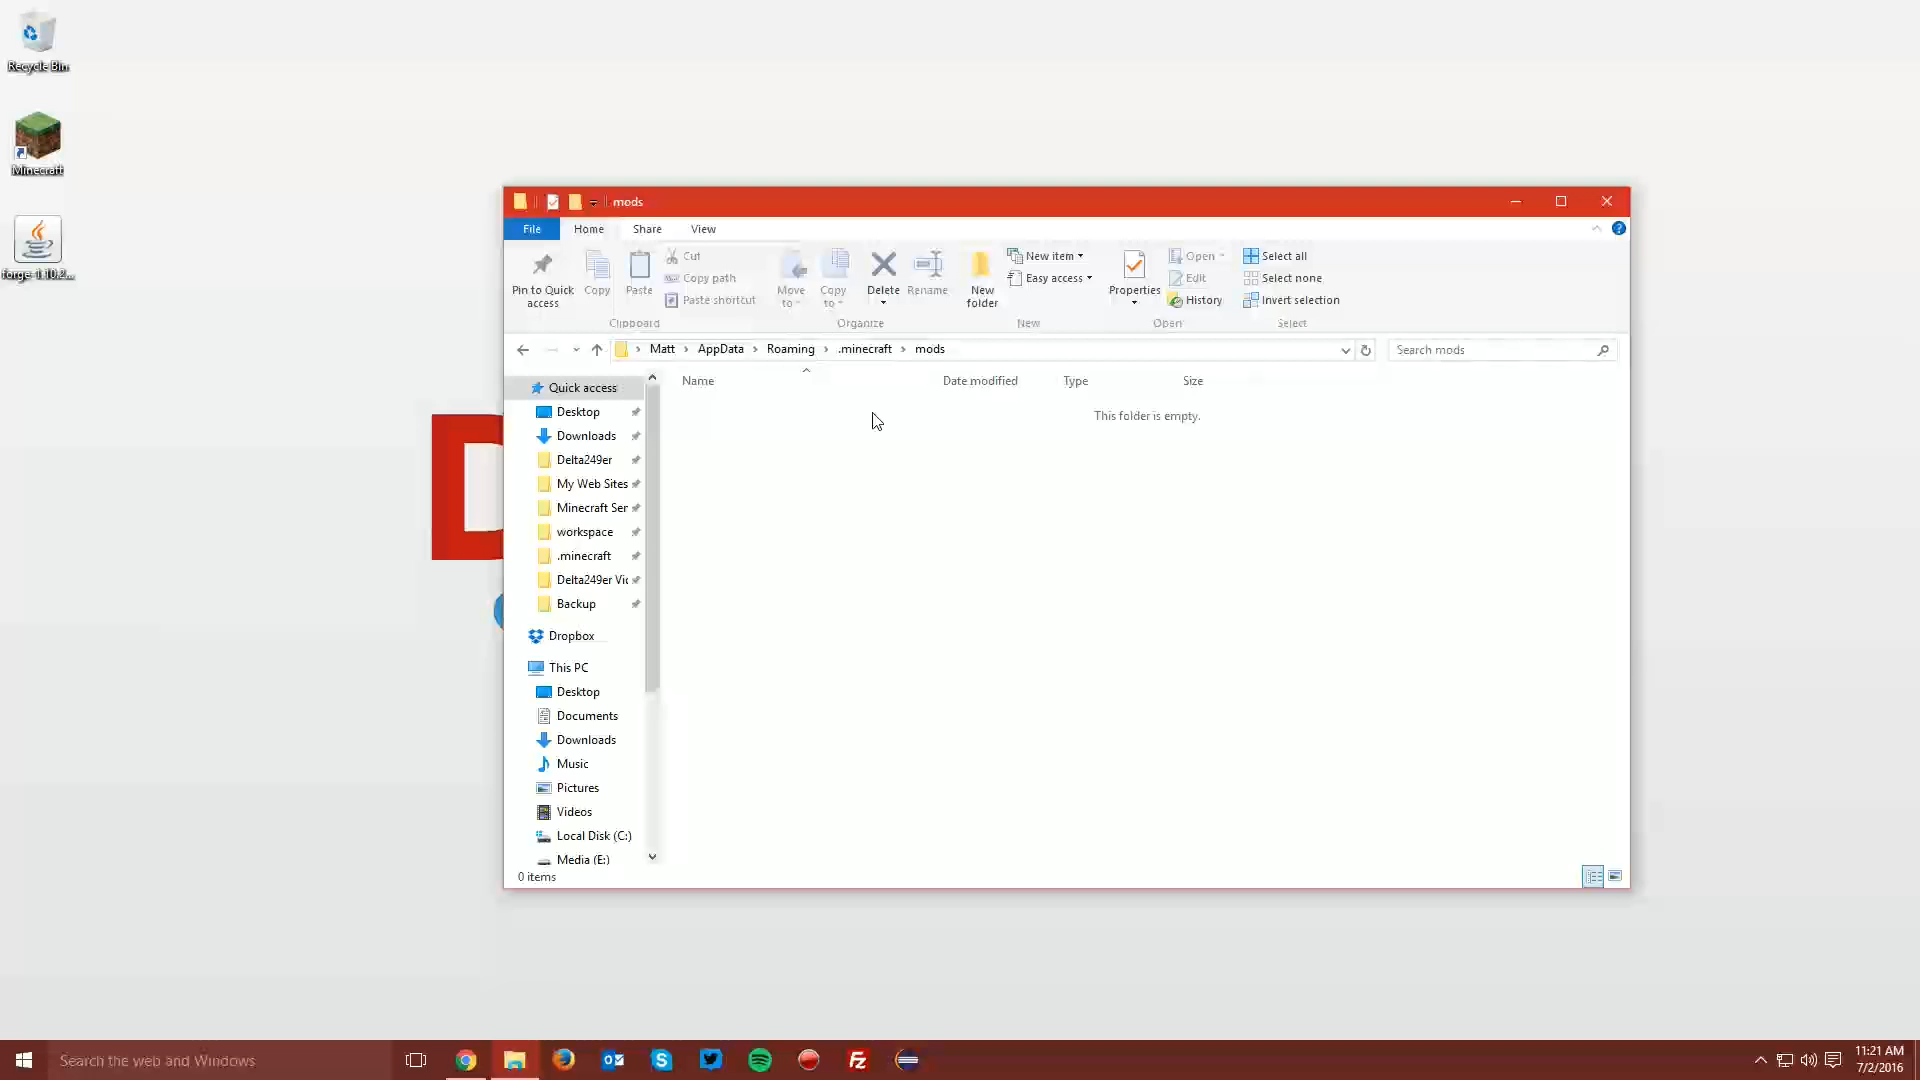 Recycle Bin
Minecraft
forge-1.10.2...
mods
File
Home
Share
View
Pin to Quick access
Copy
Paste
Cut
Copy path
Paste shortcut
Clipboard
Move to
Copy to
Delete
Rename
Organize
New folder
New item
Easy access
New
Properties
Open
Edit
History
Open
Select all
Select none
Invert selection
Select
Matt > AppData > Roaming > .minecraft > mods
Search mods
Name
Date modified
Type
Size
This folder is empty.
Quick access
Desktop
Downloads
Delta249er
My Web Sites
Minecraft Ser
workspace
.minecraft
Delta249er Vic
Backup
Dropbox
This PC
Desktop
Documents
Downloads
Music
Pictures
Videos
Local Disk (C:)
Media (E:)
0 items
D
Search the web and Windows
11:21 AM
7/2/2016